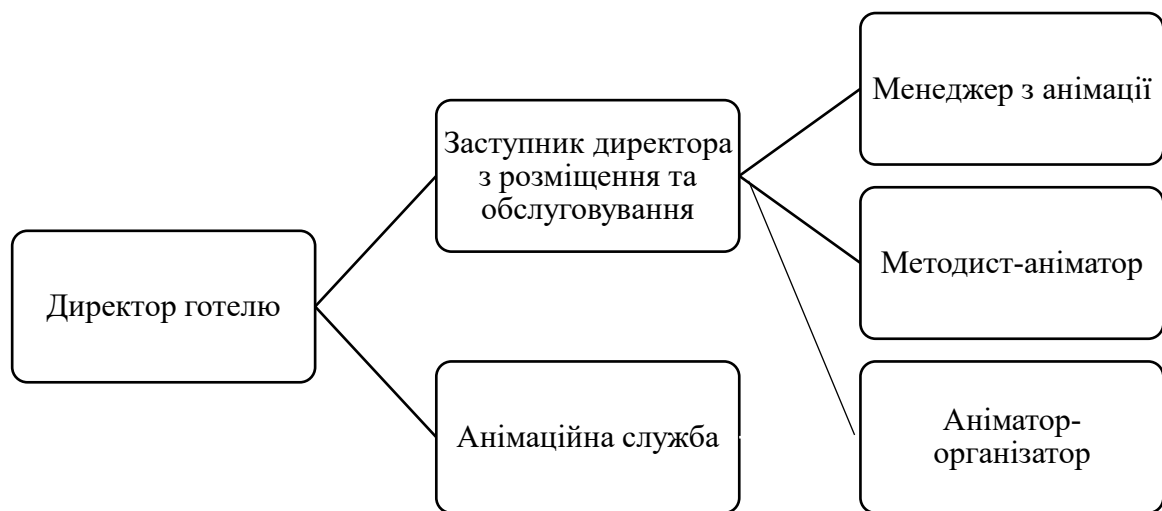 Директор готелю
Заступник директора
з розміщення та
обслуговування
Анімаційна служба
Менеджер з анімації
Методист-аніматор
Аніматор-
організатор